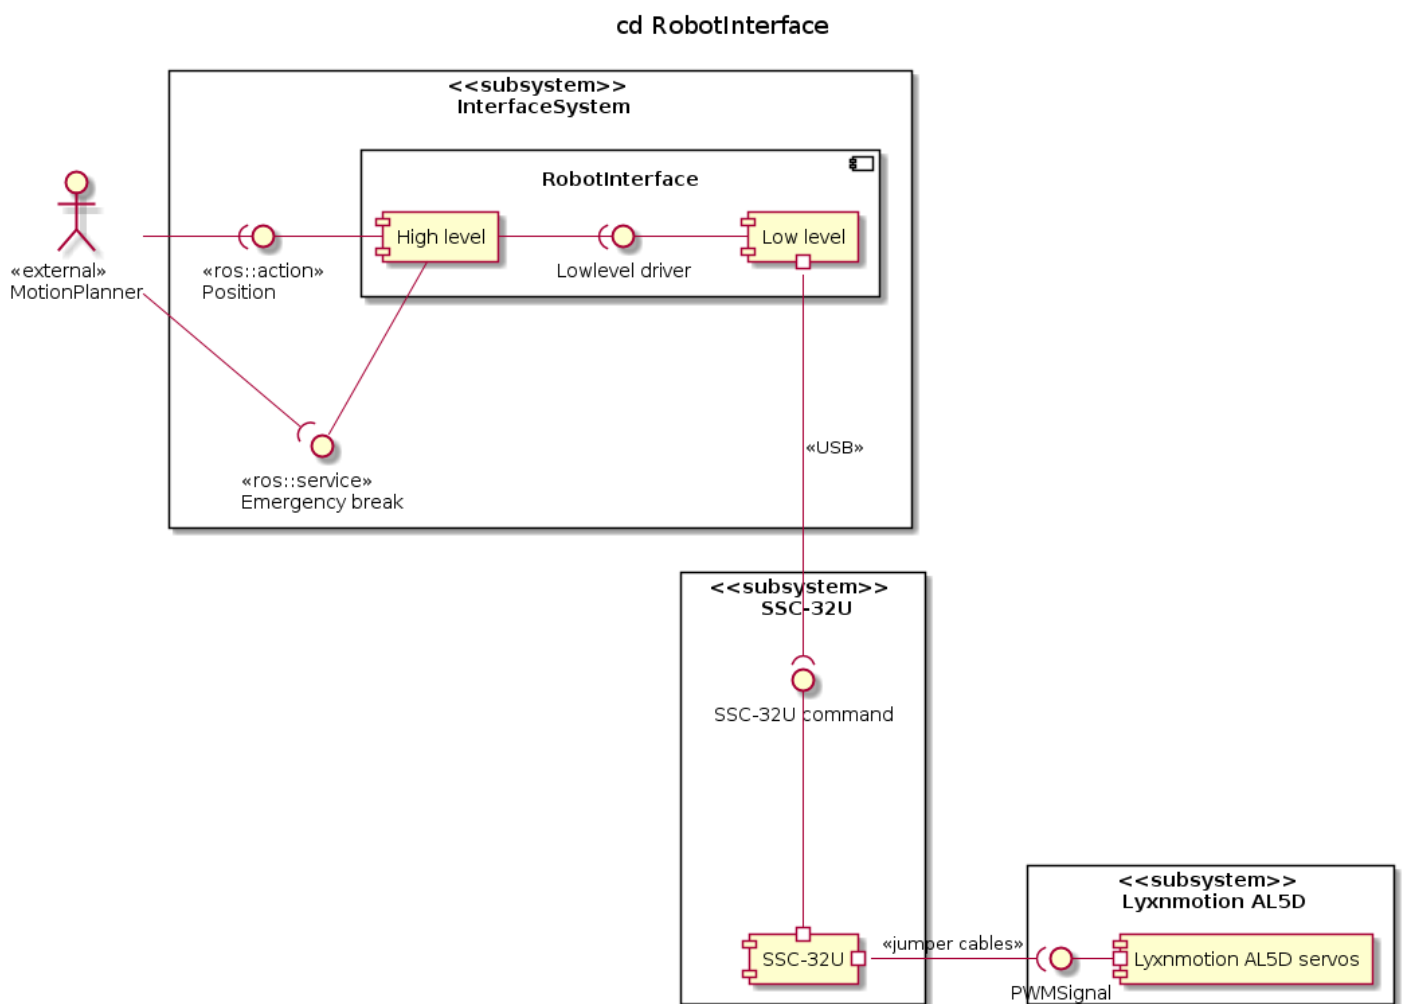 cd RobotInterface
<<subsystem>>
InterfaceSystem
RobotInterface
High level
Low level
«external»
MotionPlanner
«ros::action»
Position
Lowlevel driver
«USB»
«ros::service»
Emergency break
<<subsystem>>
SSC-32U
SSC-32U command
<<subsystem>>
Lyxnmotion AL5D
«jumper cables»
SSC-32U
Lyxnmotion AL5D servos
PWMSignal